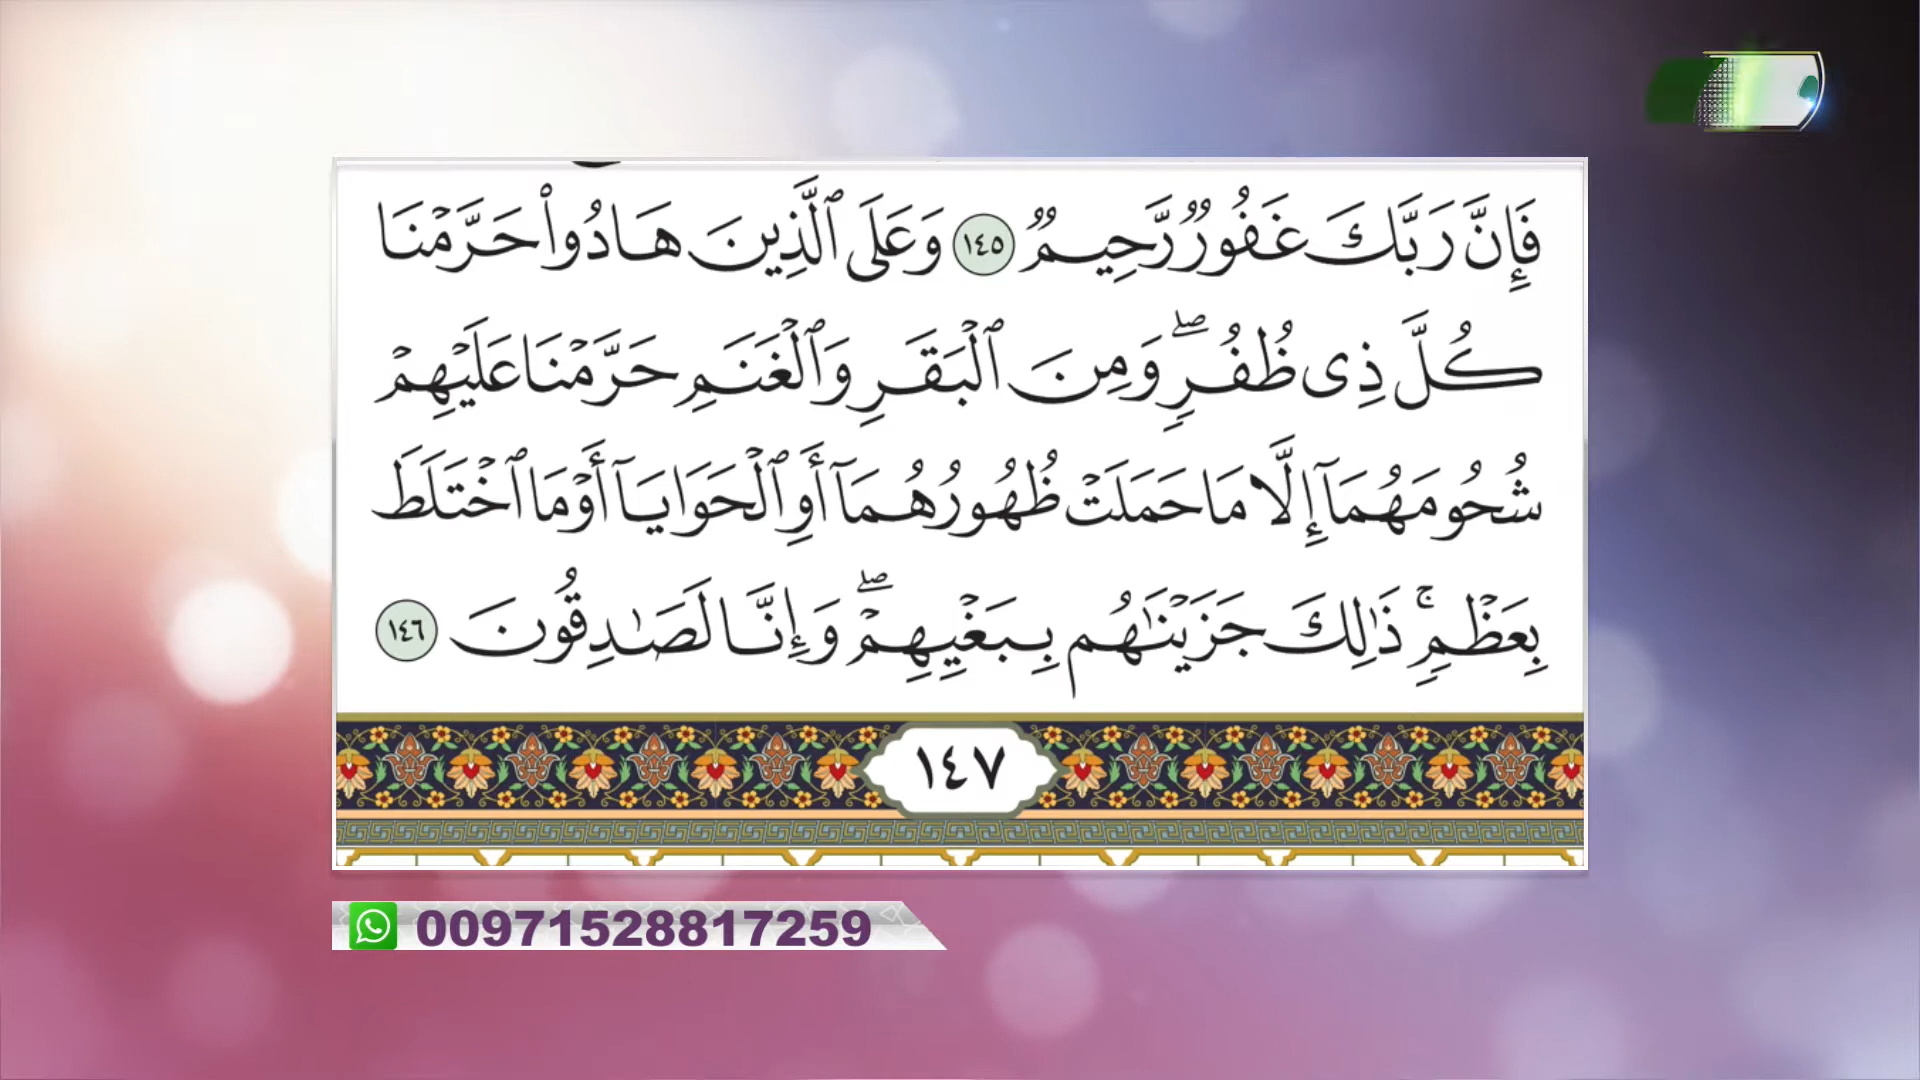 فَإِنَّ رَبَّكَ غَفُورٌ رَّحِيمٌ ١٤٥ وَعَلَى ٱلَّذِينَ هَادُوا۟ حَرَّمْنَا
كُلَّ ذِى ظُفُرٍۖ وَمِنَ ٱلْبَقَرِ وَٱلْغَنَمِ حَرَّمْنَا عَلَيْهِمْ
شُحُومَهُمَآ إِلَّا مَا حَمَلَتْ ظُهُورُهُمَآ أَوِ ٱلْحَوَايَآ أَوْ مَا ٱخْتَلَطَ
بِعَظْمٍۚ ذَٰلِكَ جَزَيْنَٰهُم بِبَغْيِهِمْۖ وَإِنَّا لَصَٰدِقُونَ ١٤٦
١٤٧
00971528817259